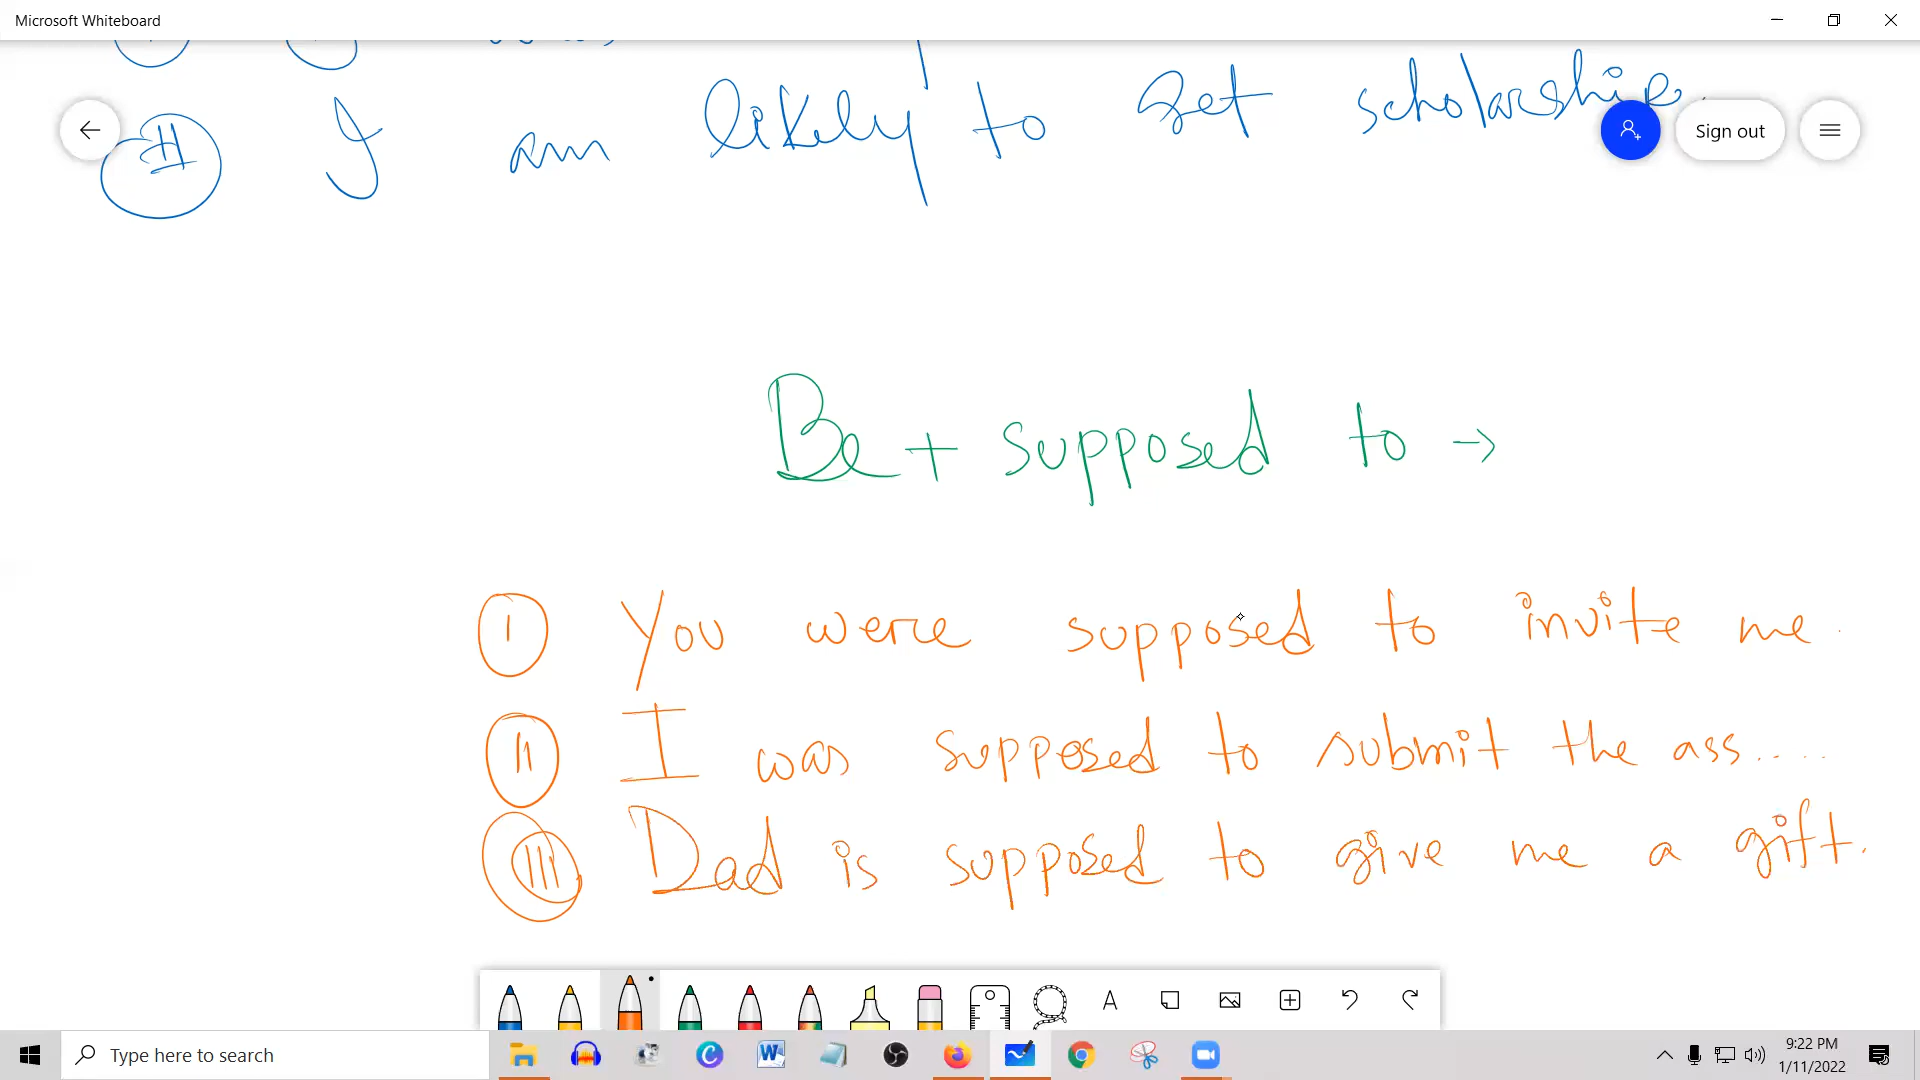 Microsoft Whiteboard
II I am likely to get scholarship.
Sign out
Be + supposed to →
I You were supposed to invite me.
II I was supposed to submit the ass.....
III Dad is supposed to give me a gift.
Type here to search
9:22 PM
1/11/2022